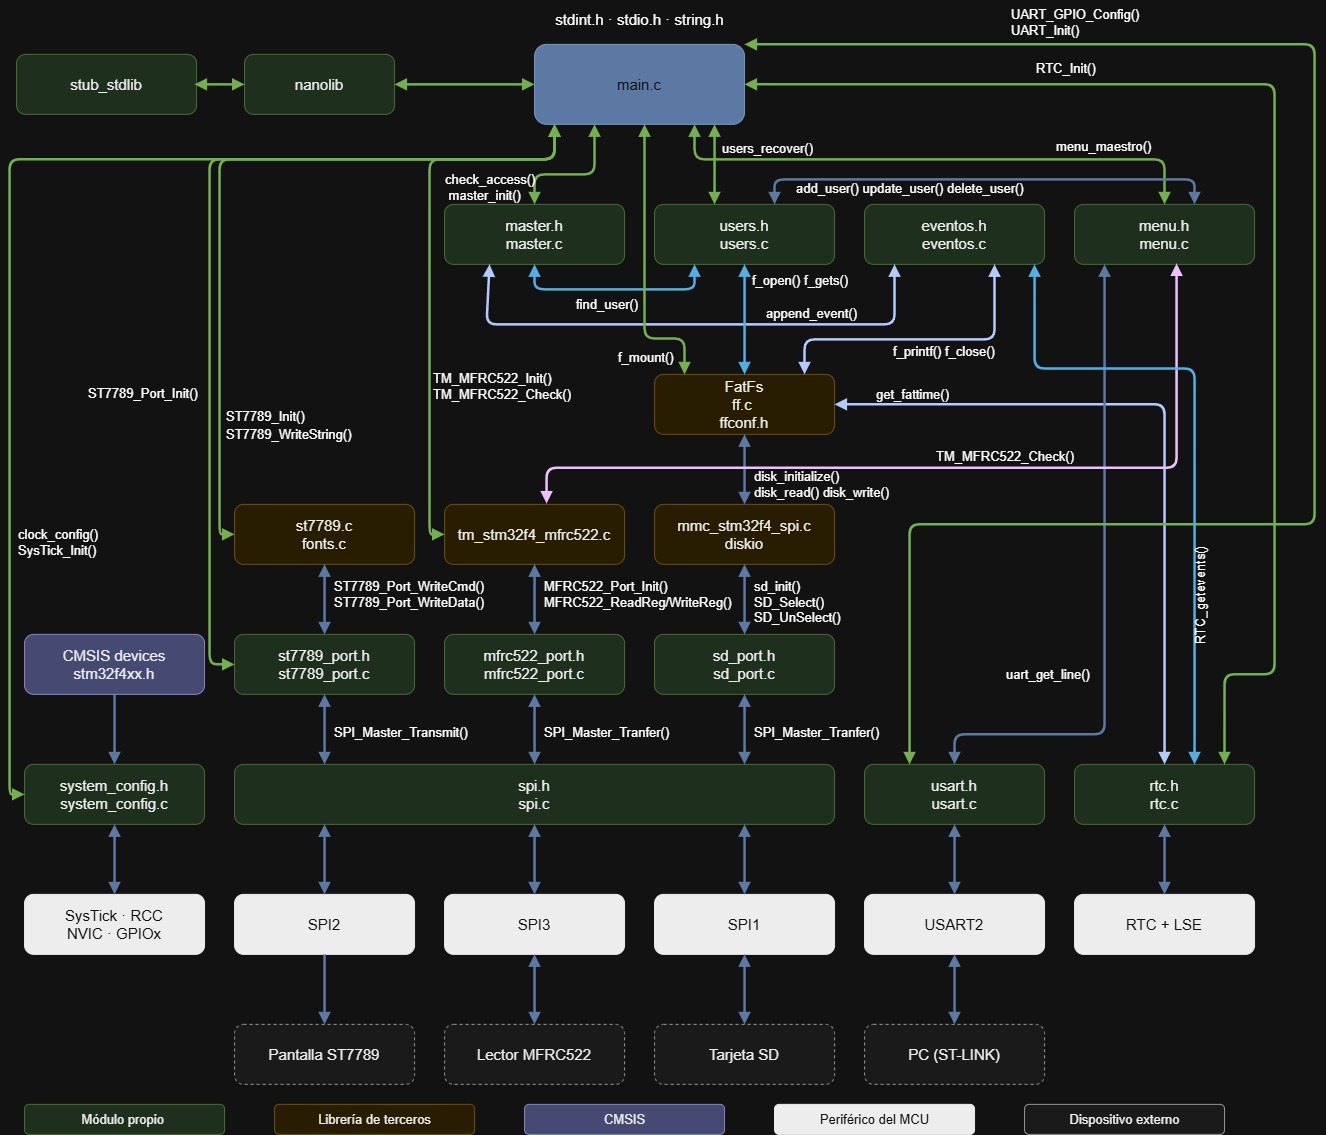 stdint.h · stdio.h · string.h
UART_GPIO_Config()
UART_Init()
RTC_Init()
stub_stdlib
nanolib
main.c
users_recover()
menu_maestro()
check_access()
master_init()
add_user() update_user() delete_user()
master.h
master.c
users.h
users.c
eventos.h
eventos.c
menu.h
menu.c
f_open() f_gets()
find_user()
append_event()
f_mount()
f_printf() f_close()
ST7789_Port_Init()
TM_MFRC522_Init()
TM_MFRC522_Check()
FatFs
ff.c
ffconf.h
get_fattime()
ST7789_Init()
ST7789_WriteString()
TM_MFRC522_Check()
disk_initialize()
disk_read() disk_write()
clock_config()
SysTick_Init()
st7789.c
fonts.c
tm_stm32f4_mfrc522.c
mmc_stm32f4_spi.c
diskio
ST7789_Port_WriteCmd()
ST7789_Port_WriteData()
MFRC522_Port_Init()
MFRC522_ReadReg/WriteReg()
sd_init()
SD_Select()
SD_UnSelect()
RTC_getevents()
CMSIS devices
stm32f4xx.h
st7789_port.h
st7789_port.c
mfrc522_port.h
mfrc522_port.c
sd_port.h
sd_port.c
uart_get_line()
SPI_Master_Transmit()
SPI_Master_Tranfer()
SPI_Master_Tranfer()
system_config.h
system_config.c
spi.h
spi.c
usart.h
usart.c
rtc.h
rtc.c
SysTick · RCC
NVIC · GPIOx
SPI2
SPI3
SPI1
USART2
RTC + LSE
Pantalla ST7789
Lector MFRC522
Tarjeta SD
PC (ST-LINK)
Módulo propio
Librería de terceros
CMSIS
Periférico del MCU
Dispositivo externo